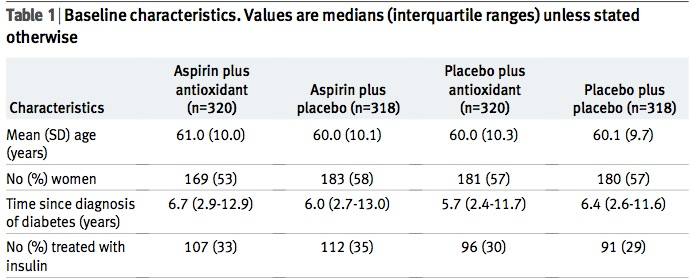 Table 1 | Baseline characteristics. Values are medians (interquartile ranges) unless stated
otherwise
Characteristics Aspirin plus antioxidant (n=320) Aspirin plus placebo (n=318) Placebo plus antioxidant (n=320) Placebo plus placebo (n=318)
Mean (SD) age (years) 61.0 (10.0) 60.0 (10.1) 60.0 (10.3) 60.1 (9.7)
No (%) women 169 (53) 183 (58) 181 (57) 180 (57)
Time since diagnosis of diabetes (years) 6.7 (2.9-12.9) 6.0 (2.7-13.0) 5.7 (2.4-11.7) 6.4 (2.6-11.6)
No (%) treated with insulin 107 (33) 112 (35) 96 (30) 91 (29)